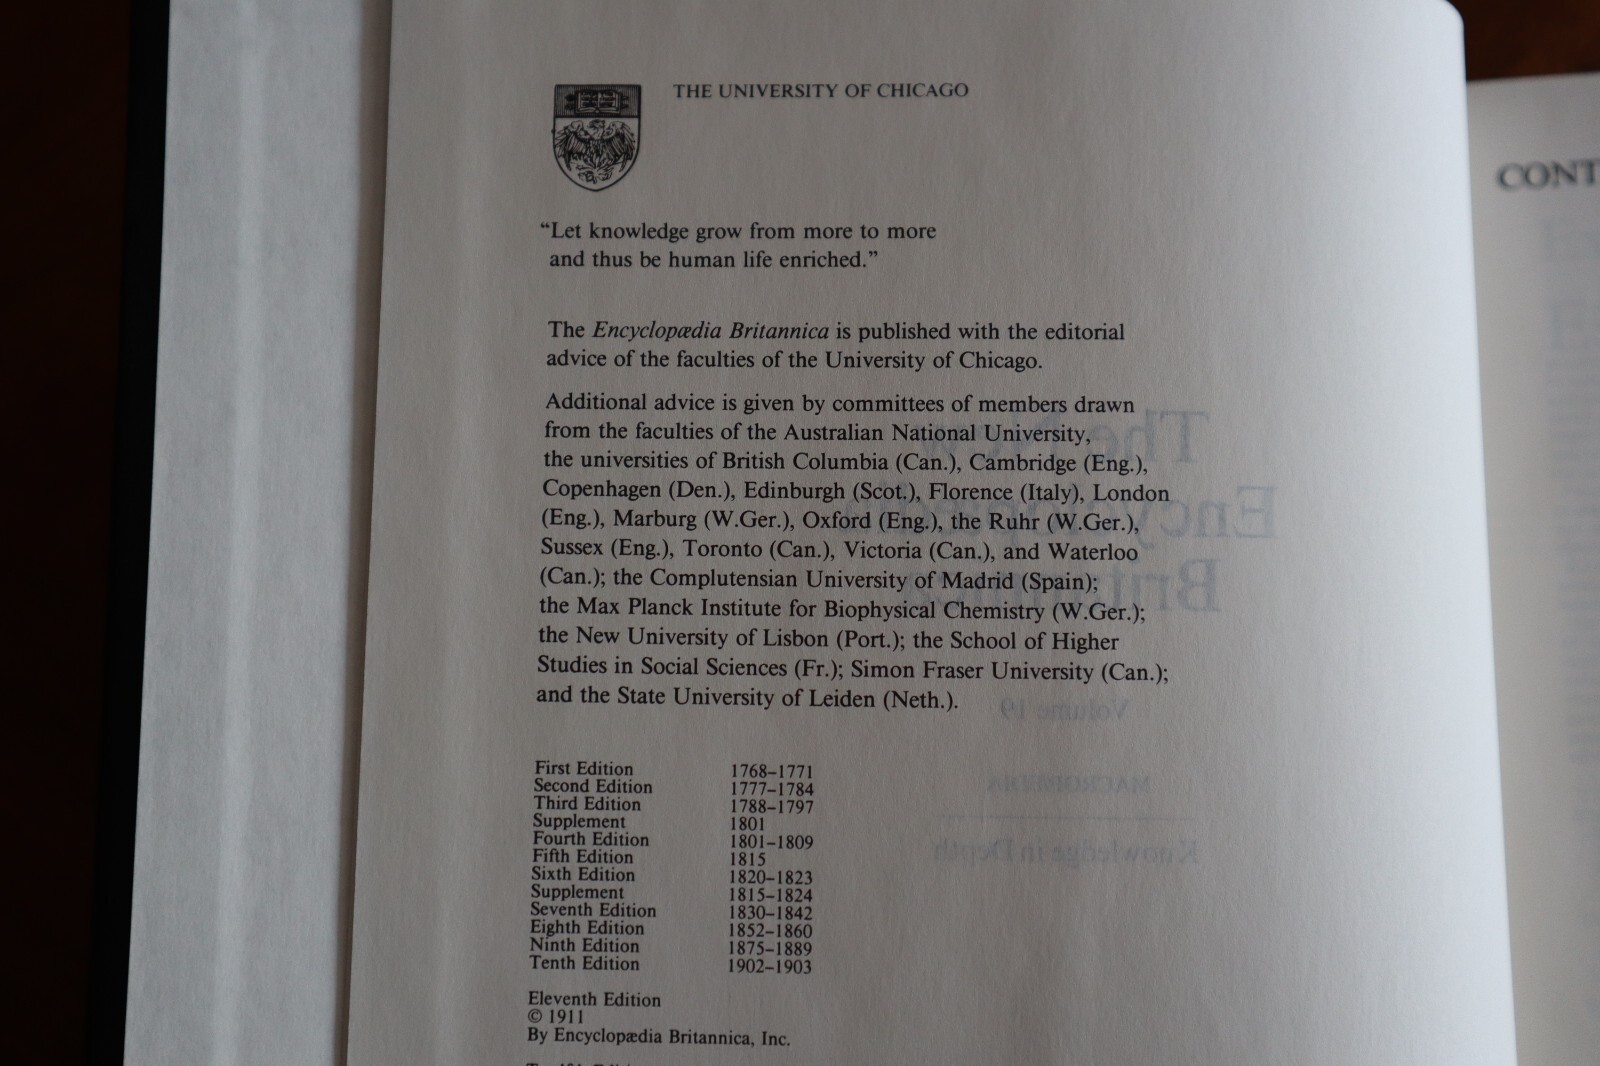 THE UNIVERSITY OF CHICAGO
“Let knowledge grow from more to more
and thus be human life enriched.”
The Encyclopædia Britannica is published with the editorial
advice of the faculties of the University of Chicago.
Additional advice is given by committees of members drawn
from the faculties of the Australian National University,
the universities of British Columbia (Can.), Cambridge (Eng.),
Copenhagen (Den.), Edinburgh (Scot.), Florence (Italy), London
(Eng.), Marburg (W.Ger.), Oxford (Eng.), the Ruhr (W.Ger.),
Sussex (Eng.), Toronto (Can.), Victoria (Can.), and Waterloo
(Can.); the Complutensian University of Madrid (Spain);
the Max Planck Institute for Biophysical Chemistry (W.Ger.);
the New University of Lisbon (Port.); the School of Higher
Studies in Social Sciences (Fr.); Simon Fraser University (Can.);
and the State University of Leiden (Neth.).
First Edition 1768–1771
Second Edition 1777–1784
Third Edition 1788–1797
Supplement 1801
Fourth Edition 1801–1809
Fifth Edition 1815
Sixth Edition 1820–1823
Supplement 1815–1824
Seventh Edition 1830–1842
Eighth Edition 1852–1860
Ninth Edition 1875–1889
Tenth Edition 1902–1903
Eleventh Edition
© 1911
By Encyclopædia Britannica, Inc.
CONT